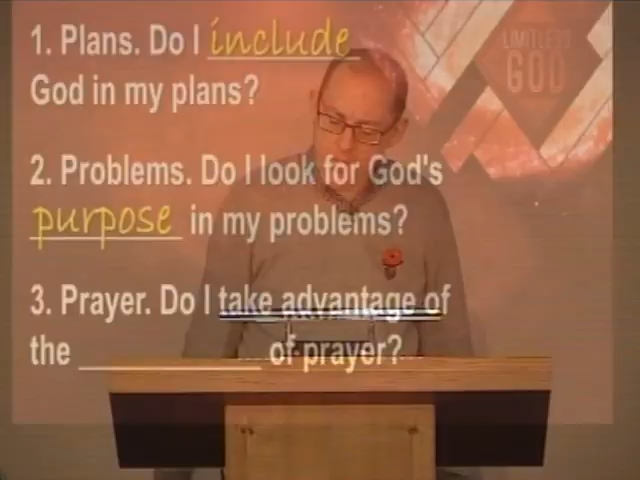 1. Plans. Do I include
God in my plans?
2. Problems. Do I look for God's
purpose in my problems?
3. Prayer. Do I take advantage of
the ____________ of prayer?
LIMITLESS
GOD